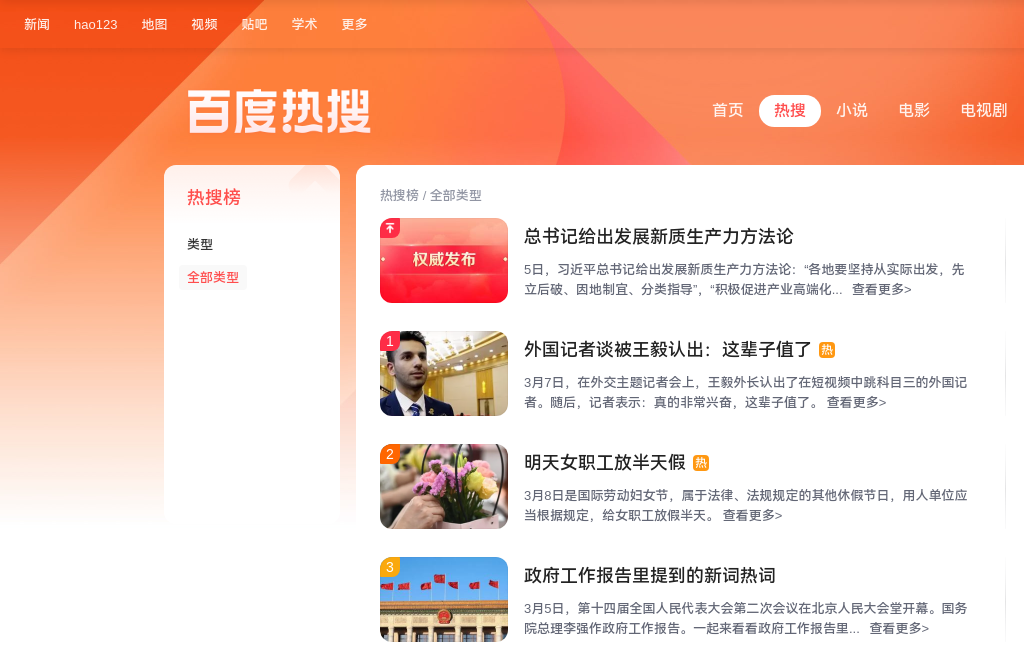 新闻 hao123 地图 视频 贴吧 学术 更多
百度热搜
首页 热搜 小说 电影 电视剧
热搜榜
类型
全部类型
热搜榜 / 全部类型
权威发布
总书记给出发展新质生产力方法论
5日，习近平总书记给出发展新质生产力方法论：“各地要坚持从实际出发，先
立后破、因地制宜、分类指导”，“积极促进产业高端化... 查看更多>
1
外国记者谈被王毅认出：这辈子值了 热
3月7日，在外交主题记者会上，王毅外长认出了在短视频中跳科目三的外国记
者。随后，记者表示：真的非常兴奋，这辈子值了。 查看更多>
2
明天女职工放半天假 热
3月8日是国际劳动妇女节，属于法律、法规规定的其他休假节日，用人单位应
当根据规定，给女职工放假半天。 查看更多>
3
政府工作报告里提到的新词热词
3月5日，第十四届全国人民代表大会第二次会议在北京人民大会堂开幕。国务
院总理李强作政府工作报告。一起来看看政府工作报告里... 查看更多>